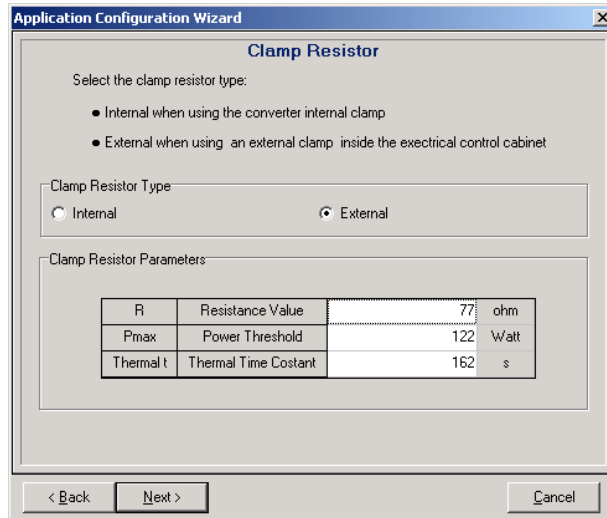 Application Configuration Wizard
Clamp Resistor
Select the clamp resistor type:
● Internal when using the converter internal clamp
● External when using an external clamp inside the exectrical control cabinet
Clamp Resistor Type
Internal External
Clamp Resistor Parameters
R Resistance Value 77 ohm
Pmax Power Threshold 122 Watt
Thermal t Thermal Time Costant 162 s
< Back Next > Cancel